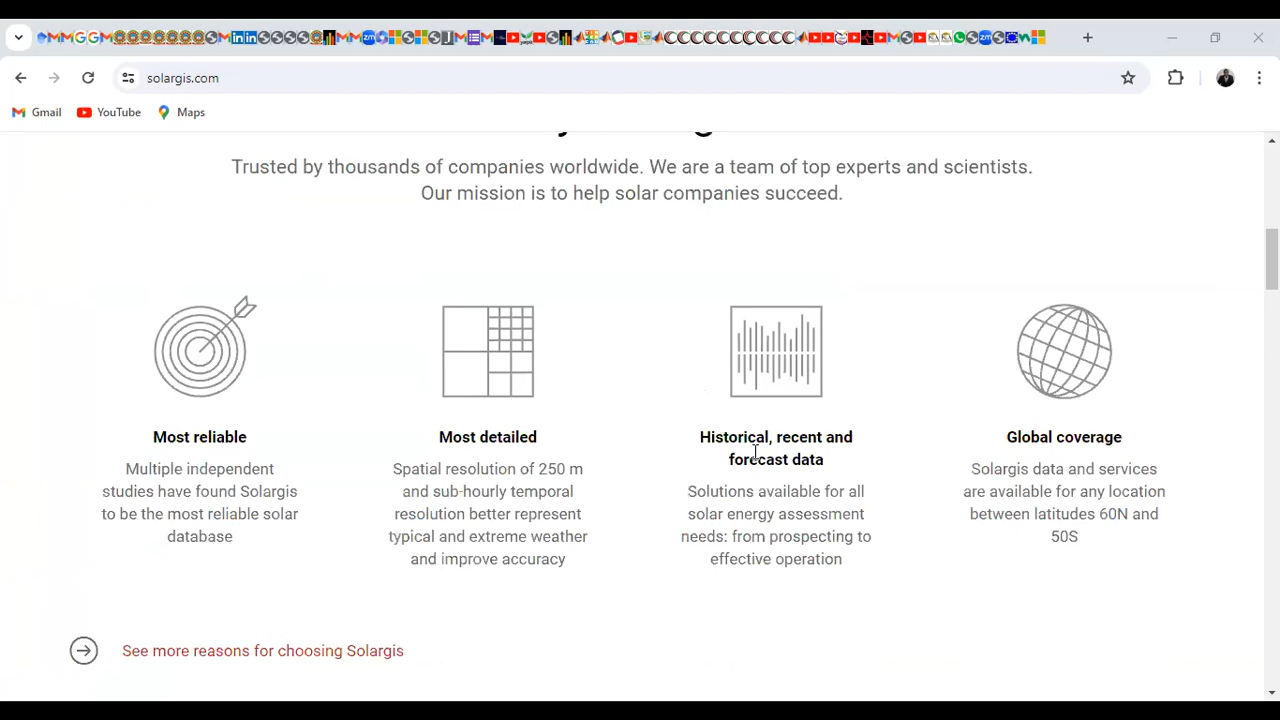 solargis.com
Gmail
YouTube
Maps
Trusted by thousands of companies worldwide. We are a team of top experts and scientists.
Our mission is to help solar companies succeed.
Most reliable
Multiple independent
studies have found Solargis
to be the most reliable solar
database
Most detailed
Spatial resolution of 250 m
and sub-hourly temporal
resolution better represent
typical and extreme weather
and improve accuracy
Historical, recent and
forecast data
Solutions available for all
solar energy assessment
needs: from prospecting to
effective operation
Global coverage
Solargis data and services
are available for any location
between latitudes 60N and
50S
See more reasons for choosing Solargis